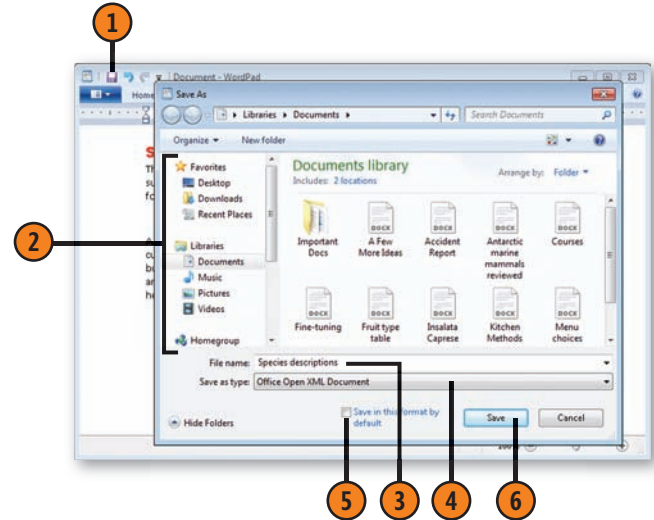 1
Document - WordPad
Save As
Home
Libraries ▸ Documents ▸
Search Documents
Organize
New folder
Favorites
Desktop
Downloads
Recent Places
Libraries
Documents
Music
Pictures
Videos
Homegroup
Documents library
Includes: 2 locations
Arrange by: Folder
Important Docs
A Few More Ideas
DOCX
Accident Report
DOCX
Antarctic marine mammals reviewed
DOCX
Courses
DOCX
Fine-tuning
DOCX
Fruit type table
DOCX
Insalata Caprese
DOCX
Kitchen Methods
DOCX
Menu choices
DOCX
2
File name: Species descriptions
Save as type: Office Open XML Document
Hide Folders
Save in this format by default
Save
Cancel
5
3
4
6